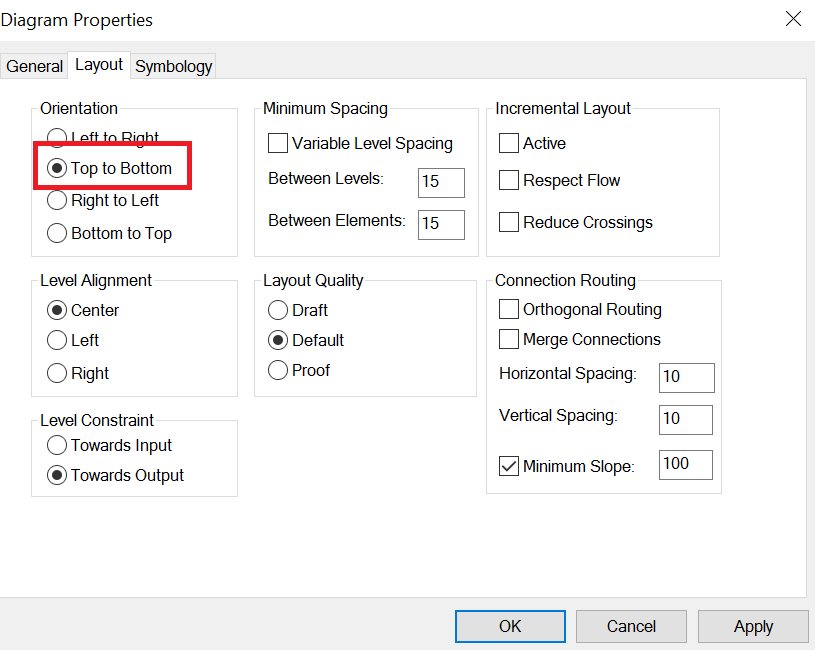 Diagram Properties
General Layout Symbology
Orientation
Left to Right
Top to Bottom
Right to Left
Bottom to Top
Minimum Spacing
Variable Level Spacing
Between Levels: 15
Between Elements: 15
Incremental Layout
Active
Respect Flow
Reduce Crossings
Level Alignment
Center
Left
Right
Layout Quality
Draft
Default
Proof
Connection Routing
Orthogonal Routing
Merge Connections
Horizontal Spacing: 10
Vertical Spacing: 10
Minimum Slope: 100
Level Constraint
Towards Input
Towards Output
OK Cancel Apply